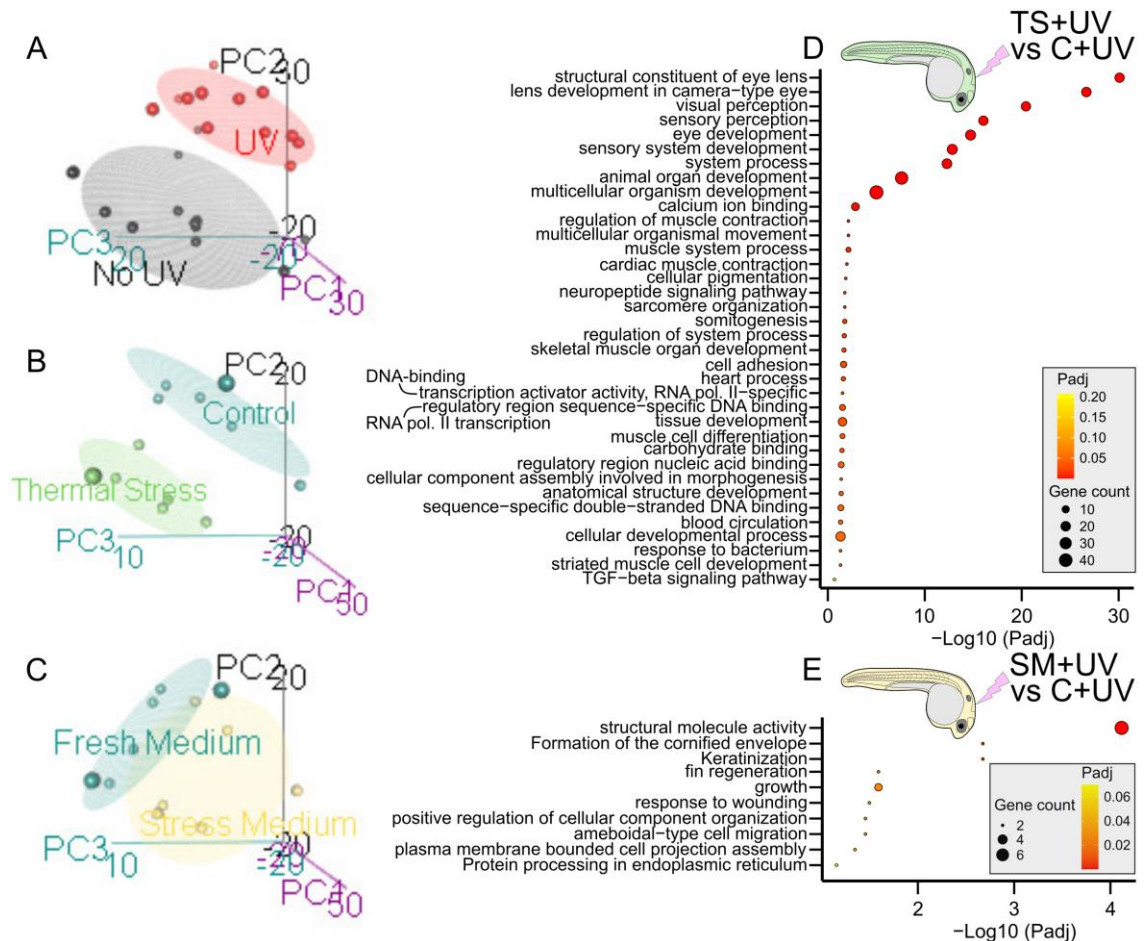 A
PC2
30
UV
PC3
20
No UV
-20
-20
PC1
30
B
PC2
20
Control
Thermal Stress
PC3
10
-20
-20
-20
PC1
50
C
PC2
20
Fresh Medium
Stress Medium
PC3
10
-20
-20
-20
PC1
50
D
TS+UV
vs C+UV
structural constituent of eye lens
lens development in camera−type eye
visual perception
sensory perception
eye development
sensory system development
system process
animal organ development
multicellular organism development
calcium ion binding
regulation of muscle contraction
multicellular organismal movement
muscle system process
cardiac muscle contraction
cellular pigmentation
neuropeptide signaling pathway
sarcomere organization
somitogenesis
regulation of system process
skeletal muscle organ development
cell adhesion
heart process
DNA-binding
transcription activator activity, RNA pol. II−specific
regulatory region sequence−specific DNA binding
RNA pol. II transcription
tissue development
muscle cell differentiation
carbohydrate binding
regulatory region nucleic acid binding
cellular component assembly involved in morphogenesis
anatomical structure development
sequence−specific double−stranded DNA binding
blood circulation
cellular developmental process
response to bacterium
striated muscle cell development
TGF−beta signaling pathway
Padj
0.20
0.15
0.10
0.05
Gene count
10
20
30
40
0 10 20 30
−Log10 (Padj)
E
SM+UV
vs C+UV
structural molecule activity
Formation of the cornified envelope
Keratinization
fin regeneration
growth
response to wounding
positive regulation of cellular component organization
ameboidal−type cell migration
plasma membrane bounded cell projection assembly
Protein processing in endoplasmic reticulum
Gene count
2
4
6
Padj
0.06
0.04
0.02
2 3 4
−Log10 (Padj)